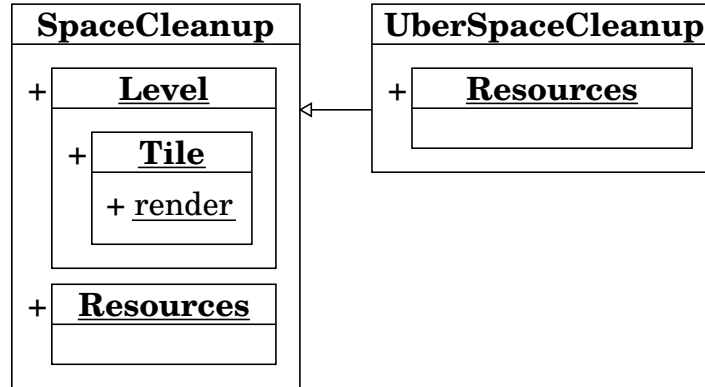 SpaceCleanup
+ Level
+ Tile
+ render
+ Resources
UberSpaceCleanup
+ Resources